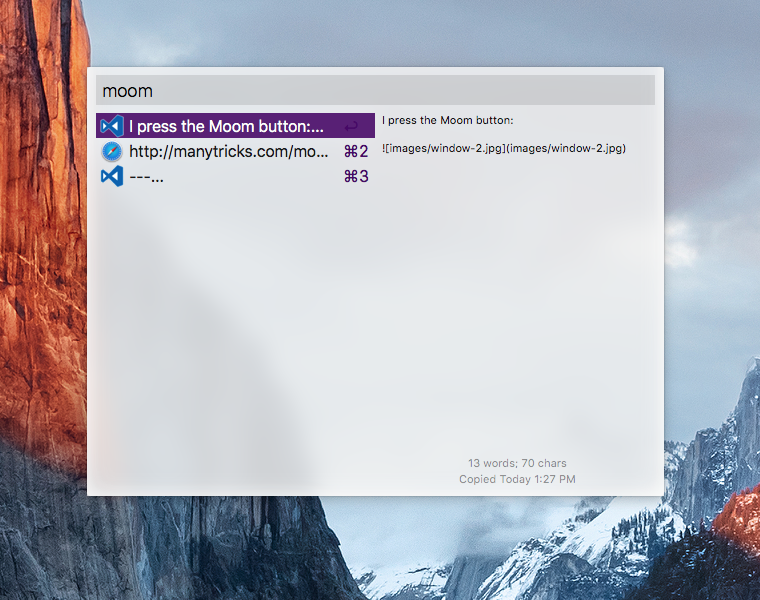 moom
I press the Moom button:...
http://manytricks.com/mo... ⌘2
---... ⌘3
I press the Moom button:
![images/window-2.jpg](images/window-2.jpg)
13 words; 70 chars
Copied Today 1:27 PM